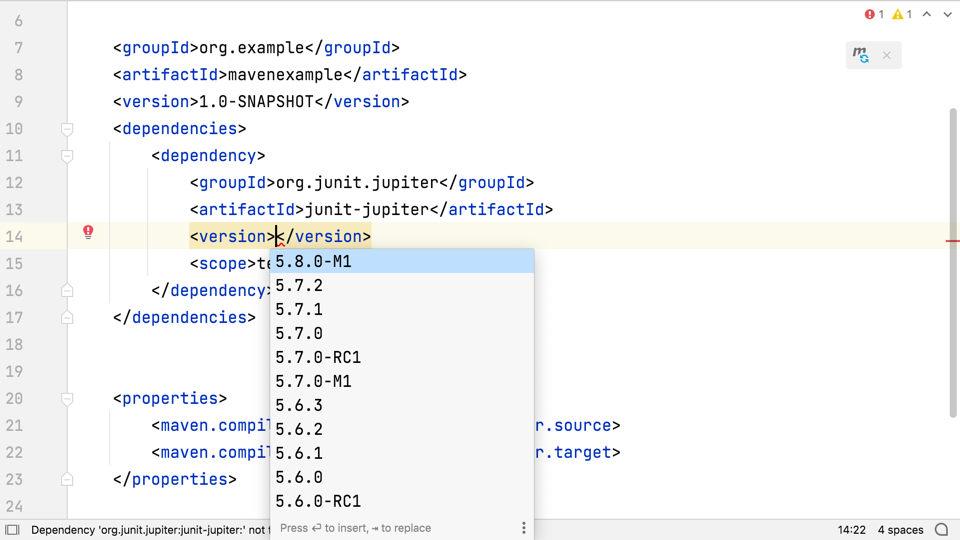 6
1 1
7 <groupId>org.example</groupId>
8 <artifactId>mavenexample</artifactId>
9 <version>1.0-SNAPSHOT</version>
10 <dependencies>
11 <dependency>
12 <groupId>org.junit.jupiter</groupId>
13 <artifactId>junit-jupiter</artifactId>
14 <version></version>
15 <scope>te
16 </dependency>
17 </dependencies>
18
19
20 <properties>
21 <maven.compil r.source>
22 <maven.compil r.target>
23 </properties>
24
5.8.0-M1
5.7.2
5.7.1
5.7.0
5.7.0-RC1
5.7.0-M1
5.6.3
5.6.2
5.6.1
5.6.0
5.6.0-RC1
Press ↵ to insert, ⇥ to replace
Dependency 'org.junit.jupiter:junit-jupiter:' not
14:22 4 spaces